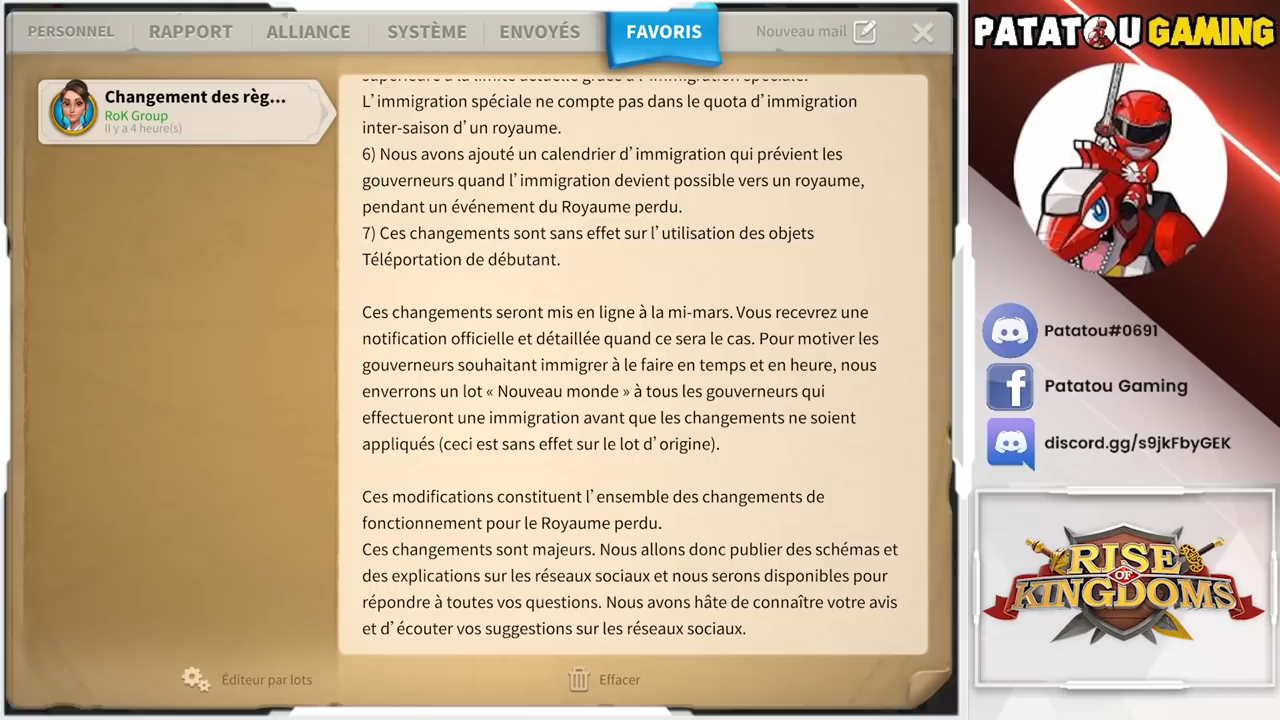 PERSONNEL
RAPPORT
ALLIANCE
SYSTÈME
ENVOYÉS
FAVORIS
Nouveau mail
Changement des règ...
RoK Group
Il y a 4 heure(s)
supérieure à la limite actuelle grâce à l'immigration spéciale.
L'immigration spéciale ne compte pas dans le quota d'immigration
inter-saison d'un royaume.
6) Nous avons ajouté un calendrier d'immigration qui prévient les
gouverneurs quand l'immigration devient possible vers un royaume,
pendant un événement du Royaume perdu.
7) Ces changements sont sans effet sur l'utilisation des objets
Téléportation de débutant.
Ces changements seront mis en ligne à la mi-mars. Vous recevrez une
notification officielle et détaillée quand ce sera le cas. Pour motiver les
gouverneurs souhaitant immigrer à le faire en temps et en heure, nous
enverrons un lot « Nouveau monde » à tous les gouverneurs qui
effectueront une immigration avant que les changements ne soient
appliqués (ceci est sans effet sur le lot d'origine).
Ces modifications constituent l'ensemble des changements de
fonctionnement pour le Royaume perdu.
Ces changements sont majeurs. Nous allons donc publier des schémas et
des explications sur les réseaux sociaux et nous serons disponibles pour
répondre à toutes vos questions. Nous avons hâte de connaître votre avis
et d'écouter vos suggestions sur les réseaux sociaux.
Éditeur par lots
Effacer
PATATOU GAMING
Patatou#0691
Patatou Gaming
discord.gg/s9jkFbyGEK
RISE
OF
KINGDOMS